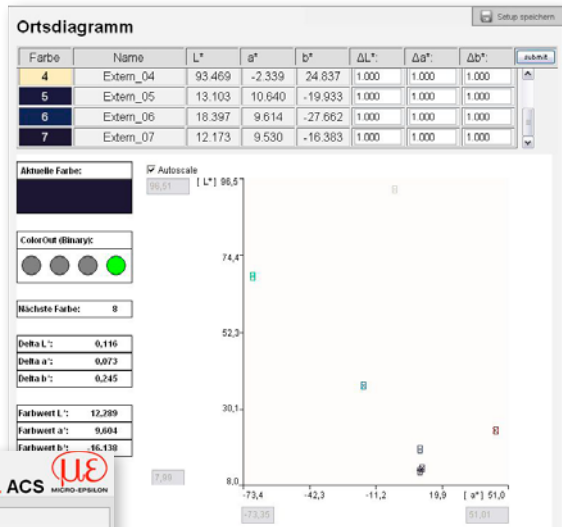 Setup speichern
Ortsdiagramm
Farbe Name L* a* b* ΔL*: Δa*: Δb*: submit
4 Extern_04 93.469 -2.339 24.837 1.000 1.000 1.000
5 Extern_05 13.103 10.640 -19.933 1.000 1.000 1.000
6 Extern_06 18.397 9.614 -27.662 1.000 1.000 1.000
7 Extern_07 12.173 9.530 -16.383 1.000 1.000 1.000
Aktuelle Farbe:
Autoscale
96,51 [ L*] 96,5
74,4
ColorOut (Binary):
Nächste Farbe: 8
52,3
Delta L*: 0,116
Delta a*: 0,073
Delta b*: 0,245
30,1
Farbwert L*: 12,289
Farbwert a*: 9,604
Farbwert b*: -16,138
8,0
-73,4 -42,3 -11,2 19,9 [ a*] 51,0
-73,35 51,01
ACS με
MICRO-EPSILON